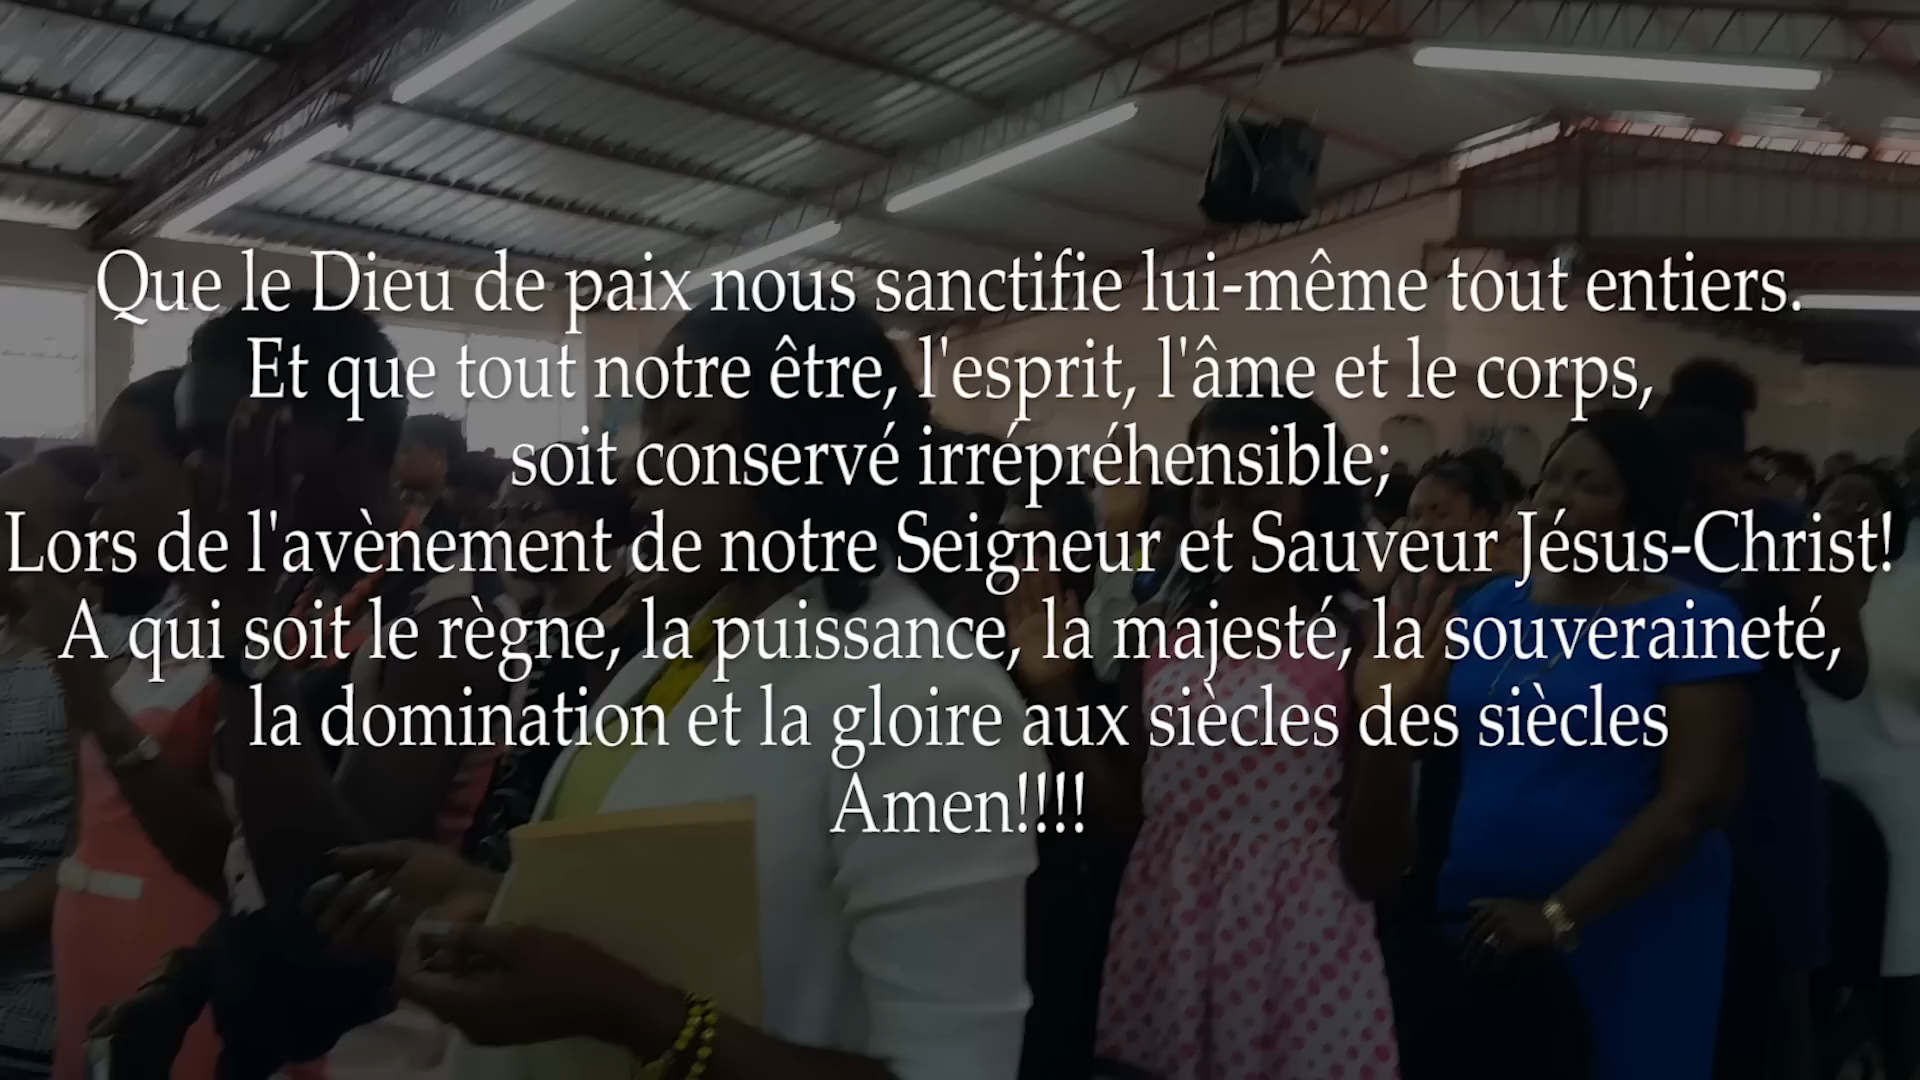 Que le Dieu de paix nous sanctifie lui-même tout entiers.
Et que tout notre être, l'esprit, l'âme et le corps,
soit conservé irrépréhensible;
Lors de l'avènement de notre Seigneur et Sauveur Jésus-Christ!
A qui soit le règne, la puissance, la majesté, la souveraineté,
la domination et la gloire aux siècles des siècles
Amen!!!!